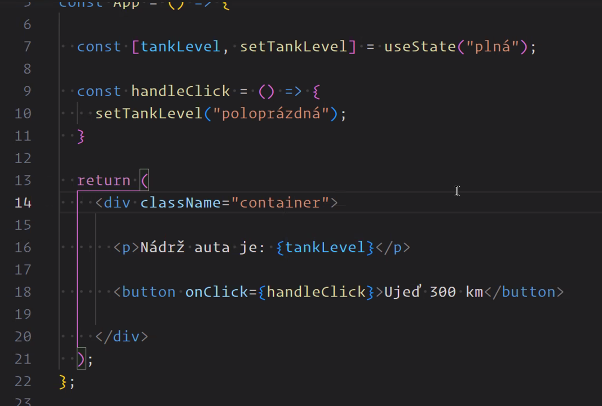 5 const App = () => {
6
7 const [tankLevel, setTankLevel] = useState("plná");
8
9 const handleClick = () => {
10 setTankLevel("poloprázdná");
11 }
12
13 return (
14 <div className="container">
15
16 <p>Nádrž auta je: {tankLevel}</p>
17
18 <button onClick={handleClick}>Ujeď 300 km</button>
19
20 </div>
21 );
22 };
23